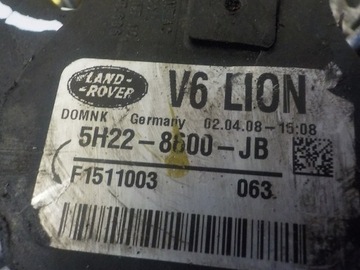 LAND-
ROVER
V6 LION
DOMNK Germany 02.04.08-15:08
5H22-8600-JB
F1511003 063